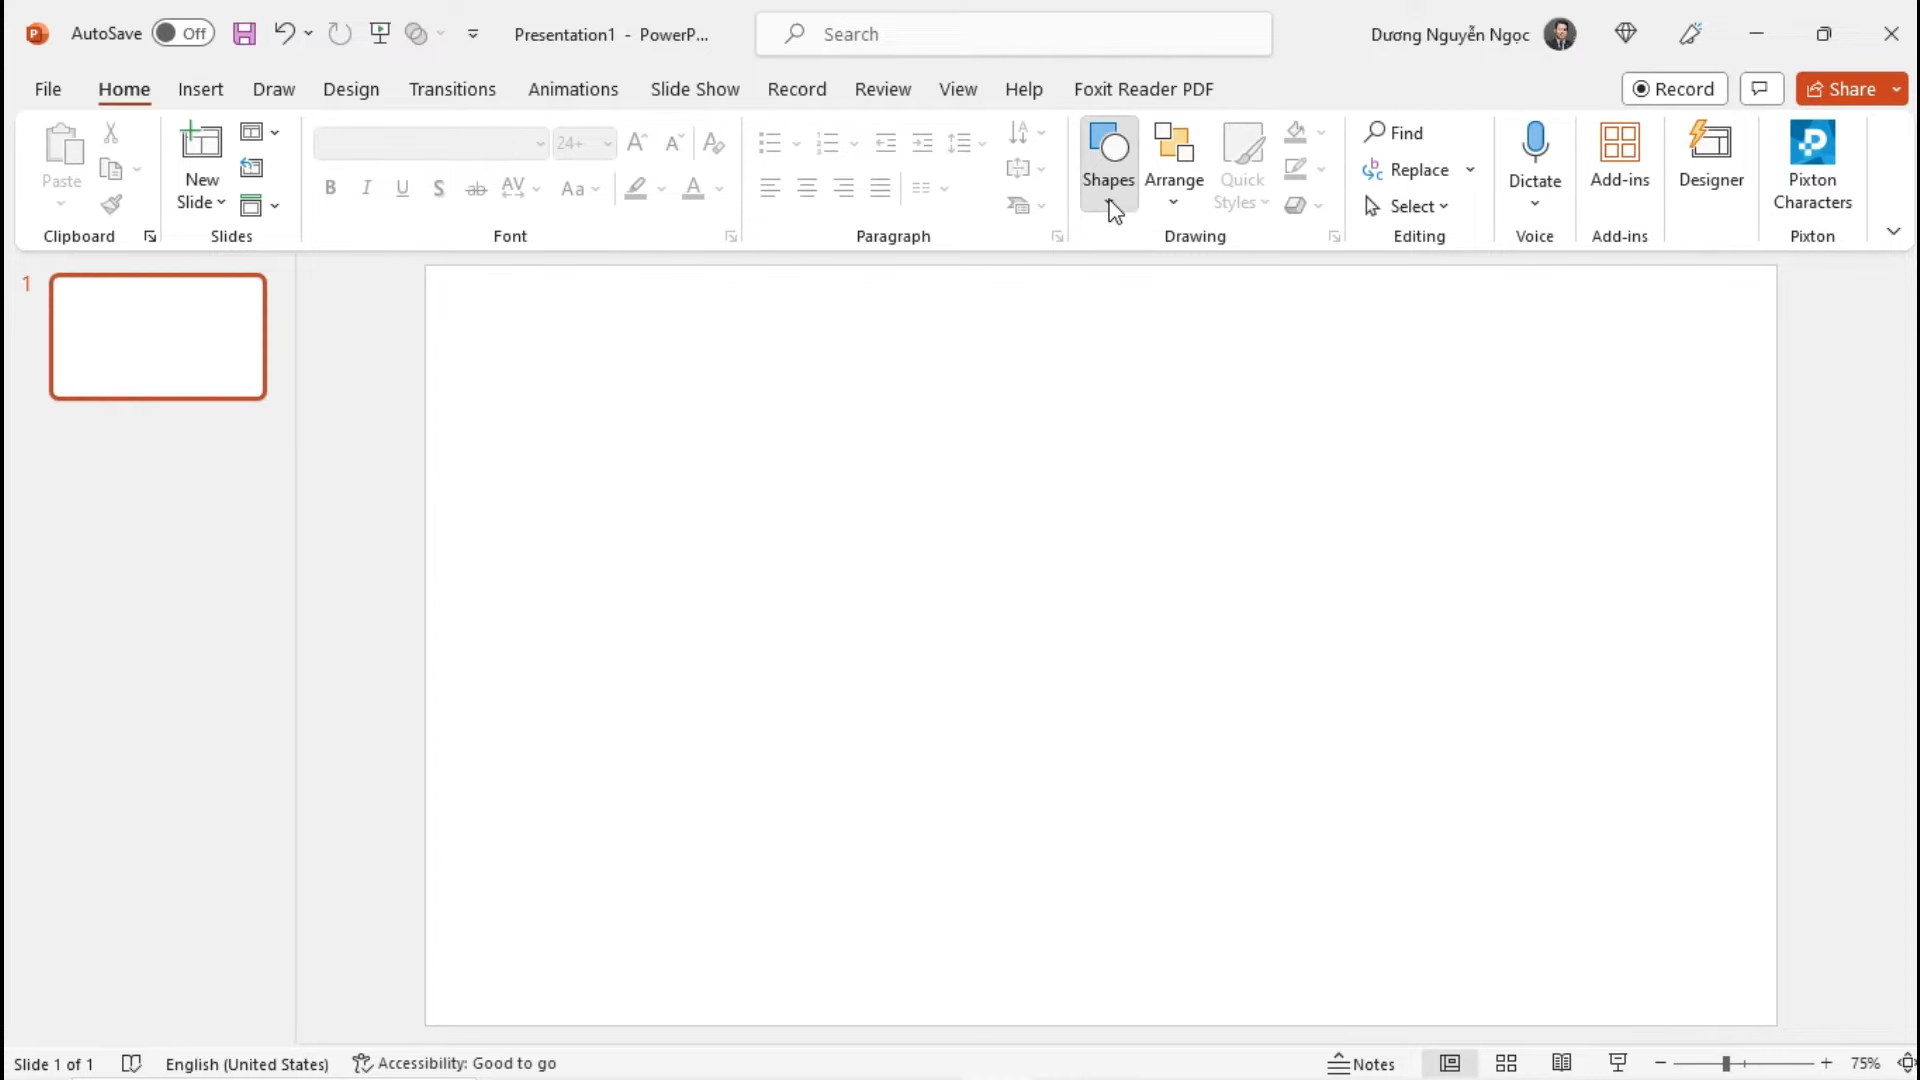 AutoSave Off Presentation1 - PowerP... Search Dương Nguyễn Ngọc
File Home Insert Draw Design Transitions Animations Slide Show Record Review View Help Foxit Reader PDF Record Share
Paste
New Slide
24+
B I U S ab AV Aa A
Shapes Arrange Quick Styles
Find
Replace
Select
Dictate Add-ins Designer Pixton Characters
Clipboard Slides Font Paragraph Drawing Editing Voice Add-ins Pixton
1
Slide 1 of 1 English (United States) Accessibility: Good to go Notes 75%